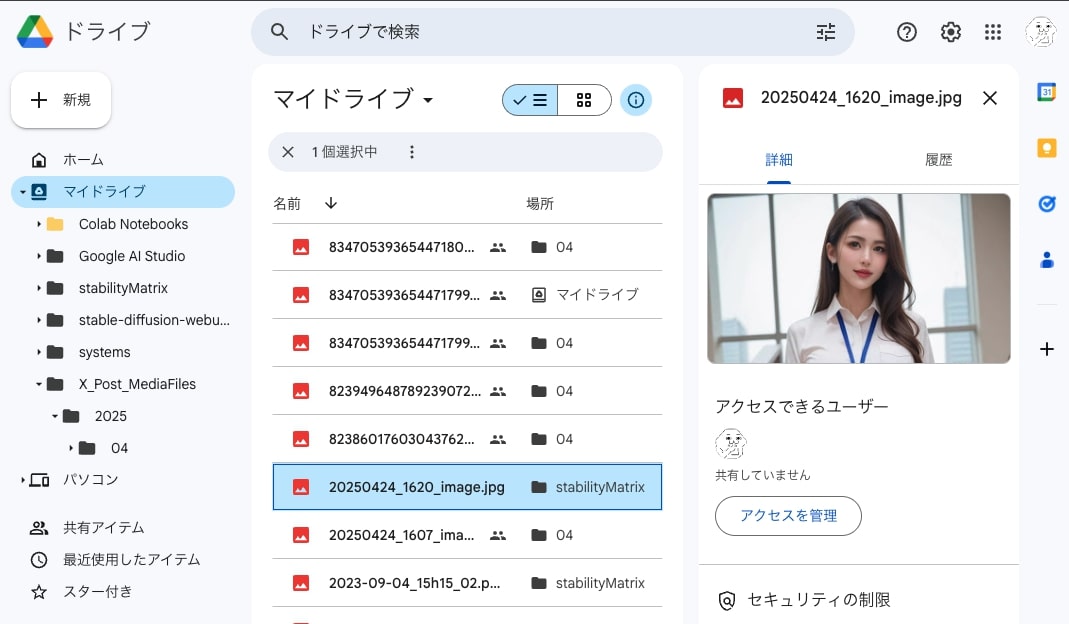 ドライブ
ドライブで検索
新規
ホーム
マイドライブ
Colab Notebooks
Google AI Studio
stabilityMatrix
stable-diffusion-webu...
systems
X_Post_MediaFiles
2025
04
パソコン
共有アイテム
最近使用したアイテム
スター付き
マイドライブ
1 個選択中
名前 場所
83470539365447180... 04
834705393654471799... マイドライブ
834705393654471799... 04
823949648789239072... 04
82386017603043762... 04
20250424_1620_image.jpg stabilityMatrix
20250424_1607_ima... 04
2023-09-04_15h15_02.p... stabilityMatrix
20250424_1620_image.jpg
詳細 履歴
アクセスできるユーザー
共有していません
アクセスを管理
セキュリティの制限
31